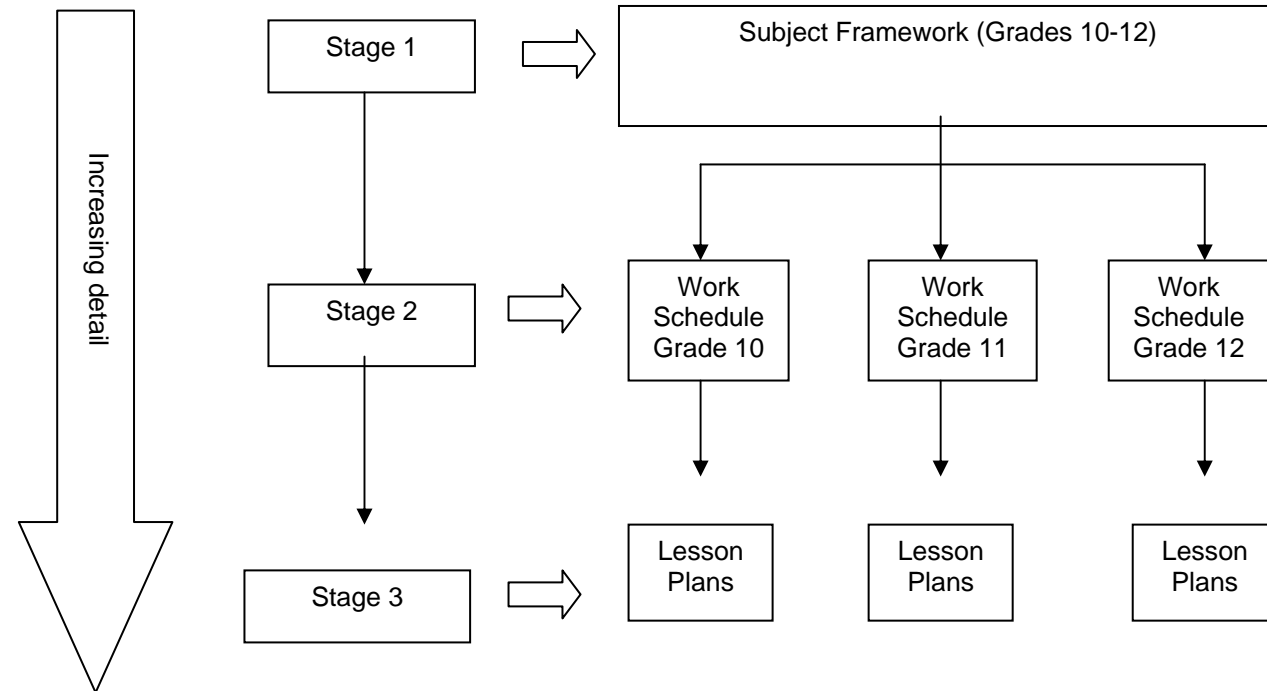 Stage 1
Subject Framework (Grades 10-12)
Increasing detail
Stage 2
Work
Schedule
Grade 10
Work
Schedule
Grade 11
Work
Schedule
Grade 12
Stage 3
Lesson
Plans
Lesson
Plans
Lesson
Plans